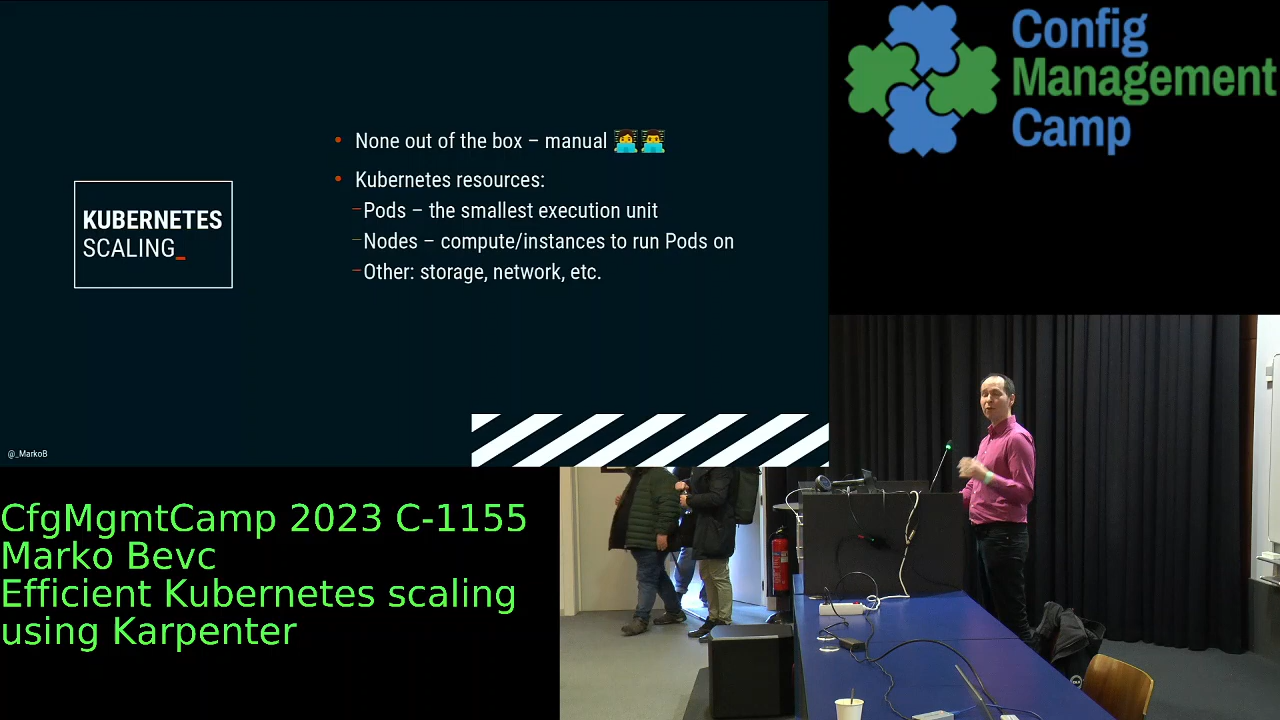 KUBERNETES
SCALING_
• None out of the box – manual 👩‍💻👨‍💻
• Kubernetes resources:
–Pods – the smallest execution unit
–Nodes – compute/instances to run Pods on
–Other: storage, network, etc.
@_MarkoB
Config
Management
Camp
CfgMgmtCamp 2023 C-1155
Marko Bevc
Efficient Kubernetes scaling
using Karpenter